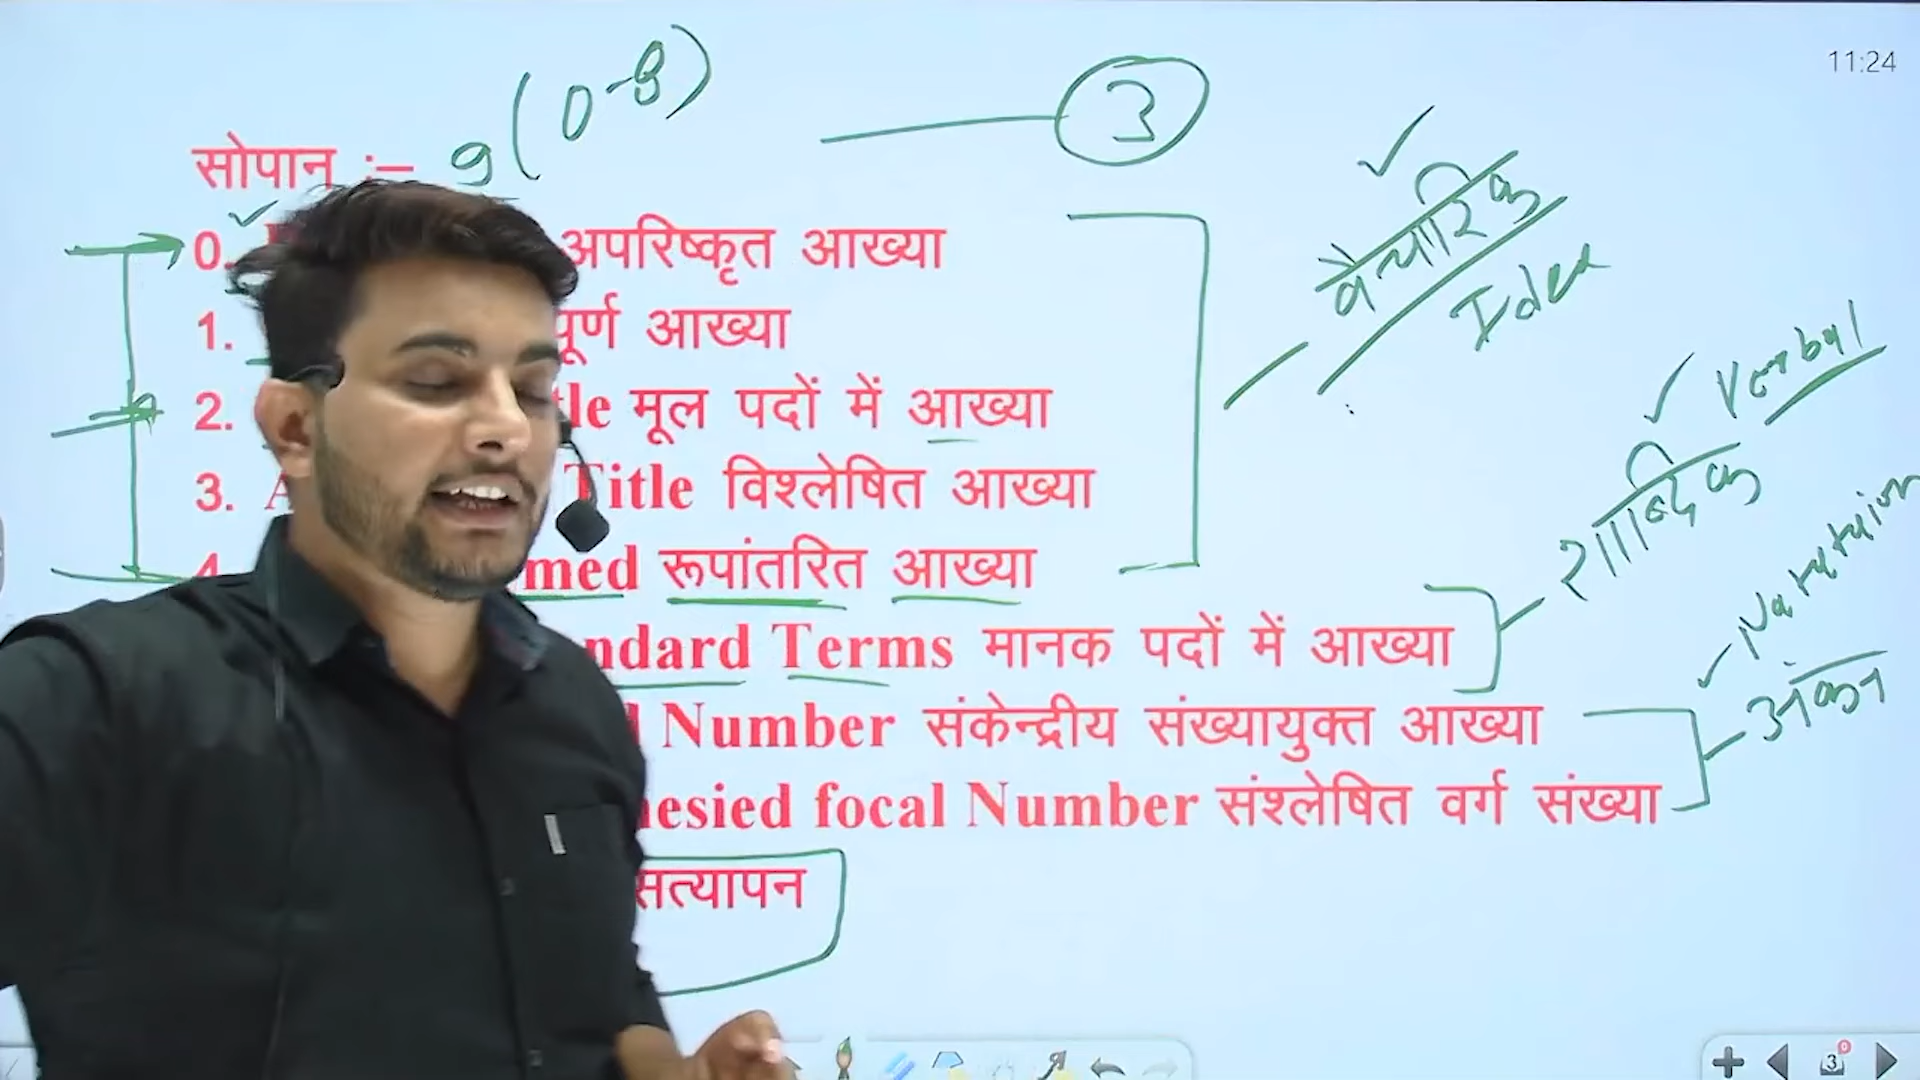 11:24
9 (0-8)
3
सोपान :–
0. अपरिष्कृत आख्या
1. पूर्ण आख्या
2. tle मूल पदों में आख्या
3. A Title विश्लेषित आख्या
4. med रूपांतरित आख्या
ndard Terms मानक पदों में आख्या
l Number संकेन्द्रीय संख्यायुक्त आख्या
hesied focal Number संश्लेषित वर्ग संख्या
सत्यापन
वैचारिक
Idea
Verbal
शाब्दिक
अंकन
3